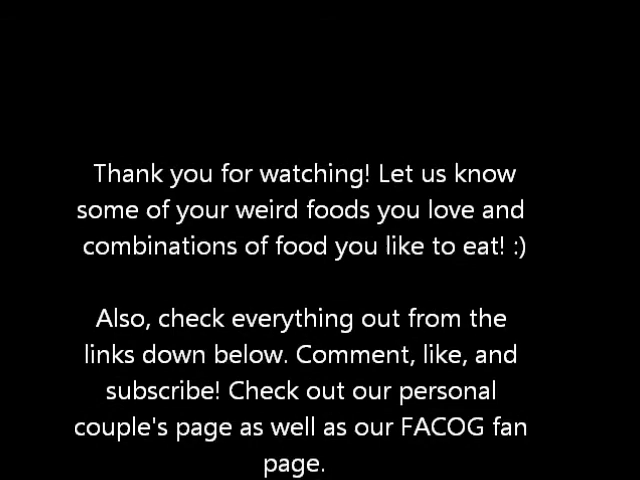 Thank you for watching! Let us know
some of your weird foods you love and
combinations of food you like to eat! :)
Also, check everything out from the
links down below. Comment, like, and
subscribe! Check out our personal
couple's page as well as our FACOG fan
page.